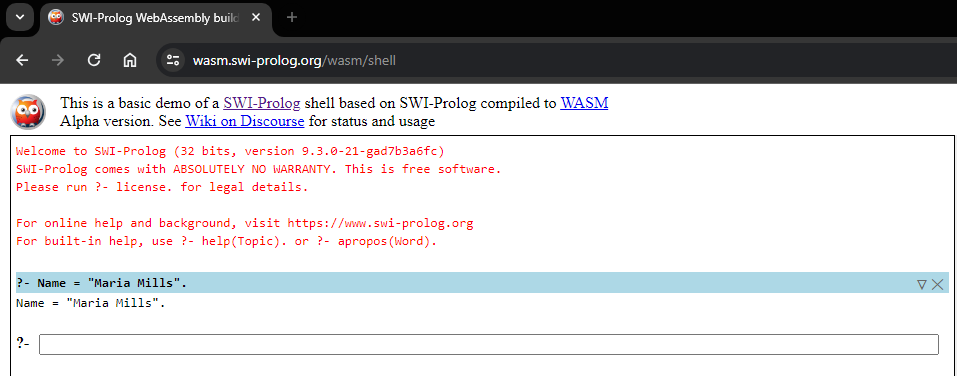 SWI-Prolog WebAssembly build
wasm.swi-prolog.org/wasm/shell
This is a basic demo of a SWI-Prolog shell based on SWI-Prolog compiled to WASM
Alpha version. See Wiki on Discourse for status and usage
Welcome to SWI-Prolog (32 bits, version 9.3.0-21-gad7b3a6fc)
SWI-Prolog comes with ABSOLUTELY NO WARRANTY. This is free software.
Please run ?- license. for legal details.
For online help and background, visit https://www.swi-prolog.org
For built-in help, use ?- help(Topic). or ?- apropos(Word).
?- Name = "Maria Mills".
Name = "Maria Mills".
?-